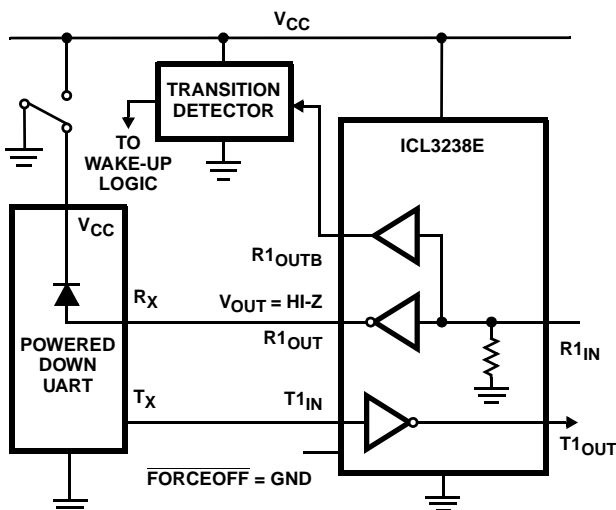 VCC
TRANSITION
DETECTOR
TO
WAKE-UP
LOGIC
ICL3238E
VCC
R1OUTB
RX
VOUT = HI-Z
R1OUT
R1IN
POWERED
DOWN
UART
TX
T1IN
T1OUT
FORCEOFF = GND